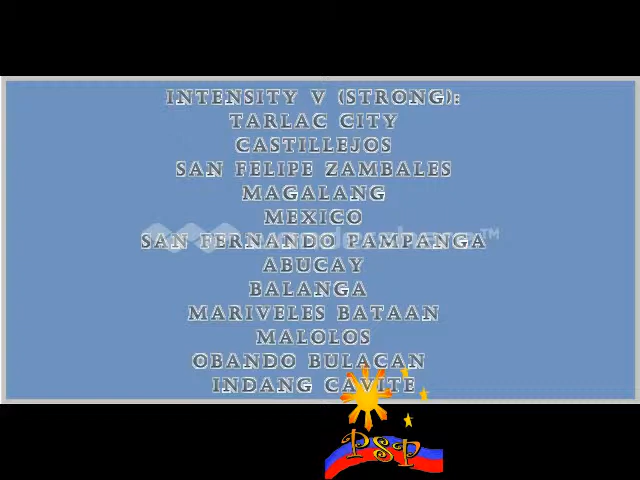 INTENSITY V (STRONG):
TARLAC CITY
CASTILLEJOS
SAN FELIPE ZAMBALES
MAGALANG
MEXICO
SAN FERNANDO PAMPANGA
ABUCAY
BALANGA
MARIVELES BATAAN
MALOLOS
OBANDO BULACAN
INDANG CAVITE
PSP